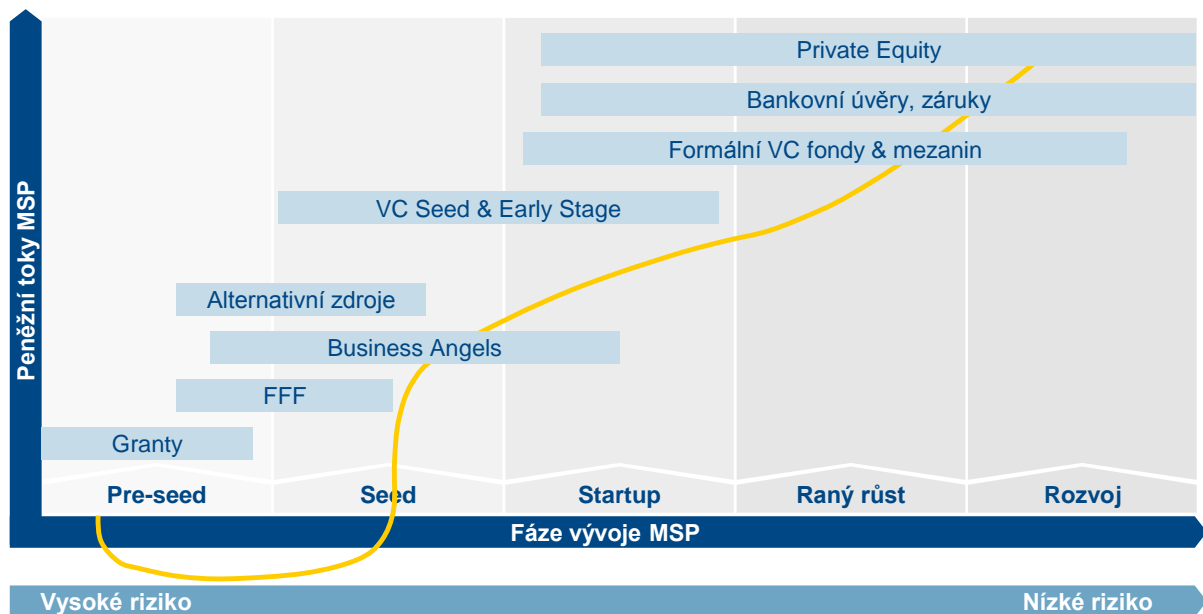 Private Equity
Bankovní úvěry, záruky
Formální VC fondy & mezanin
VC Seed & Early Stage
Alternativní zdroje
Business Angels
FFF
Granty
Peněžní toky MSP
Pre-seed
Seed
Startup
Raný růst
Rozvoj
Fáze vývoje MSP
Vysoké riziko
Nízké riziko